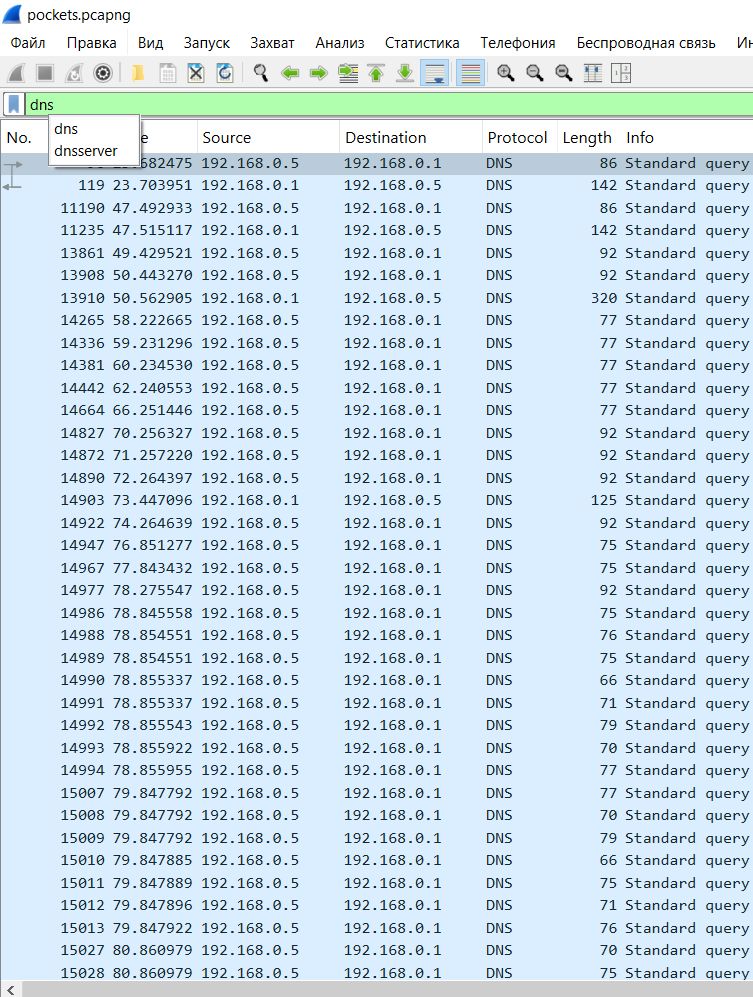 pockets.pcapng
Файл Правка Вид Запуск Захват Анализ Статистика Телефония Беспроводная связь
dns
dns
dnsserver
No. Source Destination Protocol Length Info
192.168.0.5 192.168.0.1 DNS 86 Standard query
119 23.703951 192.168.0.1 192.168.0.5 DNS 142 Standard query
11190 47.492933 192.168.0.5 192.168.0.1 DNS 86 Standard query
11235 47.515117 192.168.0.1 192.168.0.5 DNS 142 Standard query
13861 49.429521 192.168.0.5 192.168.0.1 DNS 92 Standard query
13908 50.443270 192.168.0.5 192.168.0.1 DNS 92 Standard query
13910 50.562905 192.168.0.1 192.168.0.5 DNS 320 Standard query
14265 58.222665 192.168.0.5 192.168.0.1 DNS 77 Standard query
14336 59.231296 192.168.0.5 192.168.0.1 DNS 77 Standard query
14381 60.234530 192.168.0.5 192.168.0.1 DNS 77 Standard query
14442 62.240553 192.168.0.5 192.168.0.1 DNS 77 Standard query
14664 66.251446 192.168.0.5 192.168.0.1 DNS 77 Standard query
14827 70.256327 192.168.0.5 192.168.0.1 DNS 92 Standard query
14872 71.257220 192.168.0.5 192.168.0.1 DNS 92 Standard query
14890 72.264397 192.168.0.5 192.168.0.1 DNS 92 Standard query
14903 73.447096 192.168.0.1 192.168.0.5 DNS 125 Standard query
14922 74.264639 192.168.0.5 192.168.0.1 DNS 92 Standard query
14947 76.851277 192.168.0.5 192.168.0.1 DNS 75 Standard query
14967 77.843432 192.168.0.5 192.168.0.1 DNS 75 Standard query
14977 78.275547 192.168.0.5 192.168.0.1 DNS 92 Standard query
14986 78.845558 192.168.0.5 192.168.0.1 DNS 75 Standard query
14988 78.854551 192.168.0.5 192.168.0.1 DNS 76 Standard query
14989 78.854551 192.168.0.5 192.168.0.1 DNS 75 Standard query
14990 78.855337 192.168.0.5 192.168.0.1 DNS 66 Standard query
14991 78.855337 192.168.0.5 192.168.0.1 DNS 71 Standard query
14992 78.855543 192.168.0.5 192.168.0.1 DNS 79 Standard query
14993 78.855922 192.168.0.5 192.168.0.1 DNS 70 Standard query
14994 78.855955 192.168.0.5 192.168.0.1 DNS 77 Standard query
15007 79.847792 192.168.0.5 192.168.0.1 DNS 77 Standard query
15008 79.847792 192.168.0.5 192.168.0.1 DNS 70 Standard query
15009 79.847792 192.168.0.5 192.168.0.1 DNS 79 Standard query
15010 79.847885 192.168.0.5 192.168.0.1 DNS 66 Standard query
15011 79.847889 192.168.0.5 192.168.0.1 DNS 75 Standard query
15012 79.847896 192.168.0.5 192.168.0.1 DNS 71 Standard query
15013 79.847922 192.168.0.5 192.168.0.1 DNS 76 Standard query
15027 80.860979 192.168.0.5 192.168.0.1 DNS 70 Standard query
15028 80.860979 192.168.0.5 192.168.0.1 DNS 75 Standard query